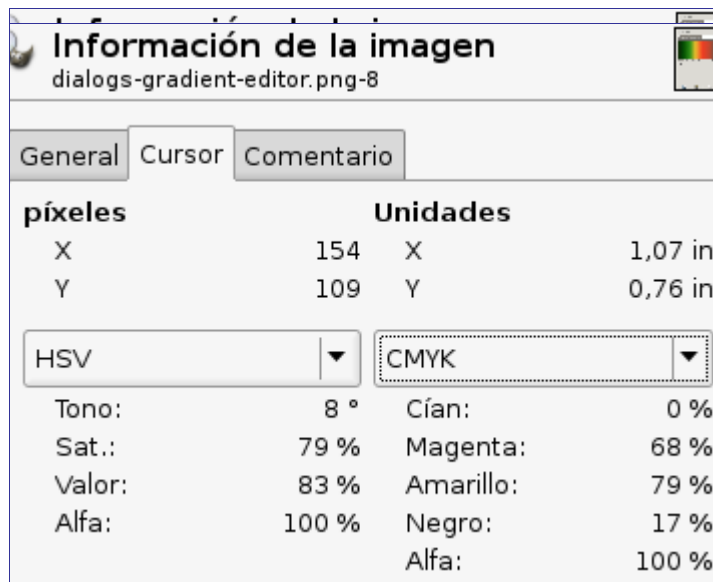 Información de la imagen
dialogs-gradient-editor.png-8
General Cursor Comentario
píxeles Unidades
X 154 X 1,07 in
Y 109 Y 0,76 in
HSV CMYK
Tono: 8 ° Cían: 0 %
Sat.: 79 % Magenta: 68 %
Valor: 83 % Amarillo: 79 %
Alfa: 100 % Negro: 17 %
Alfa: 100 %